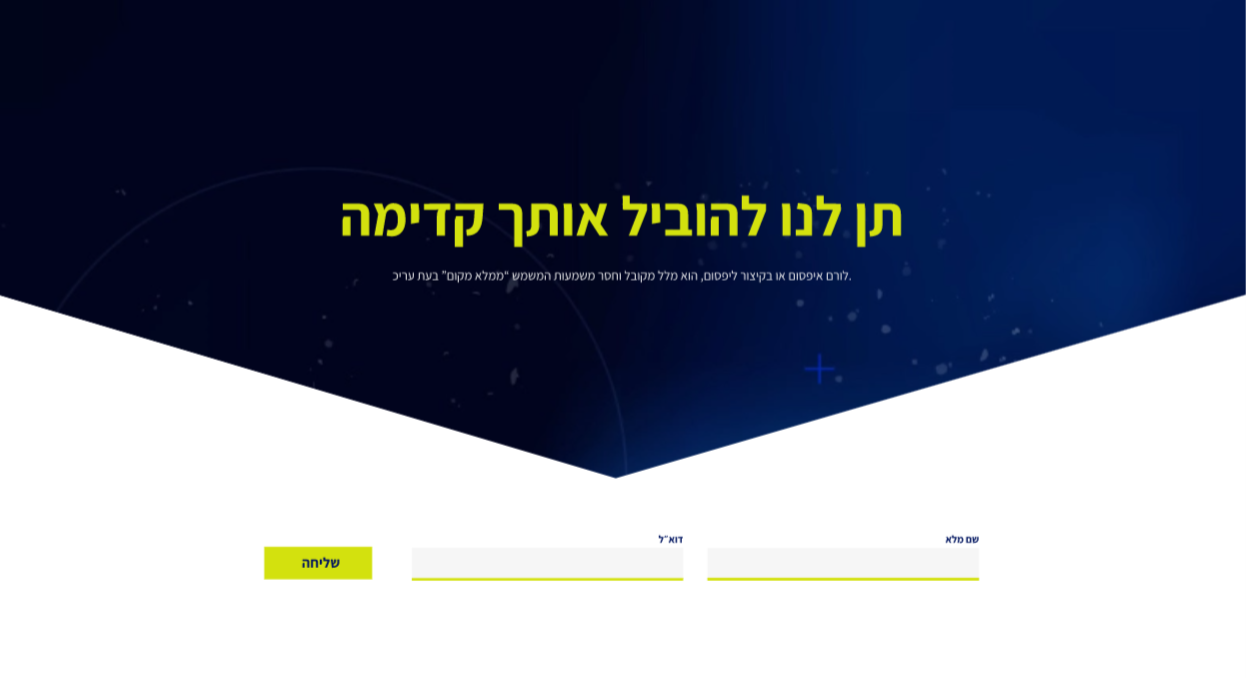 תן לנו להוביל אותך קדימה
לורם איפסום או בקיצור ליפסום, הוא מלל מקובל וחסר משמעות המשמש "ממלא מקום" בעת עריכ.
שם מלא
דוא״ל
שליחה